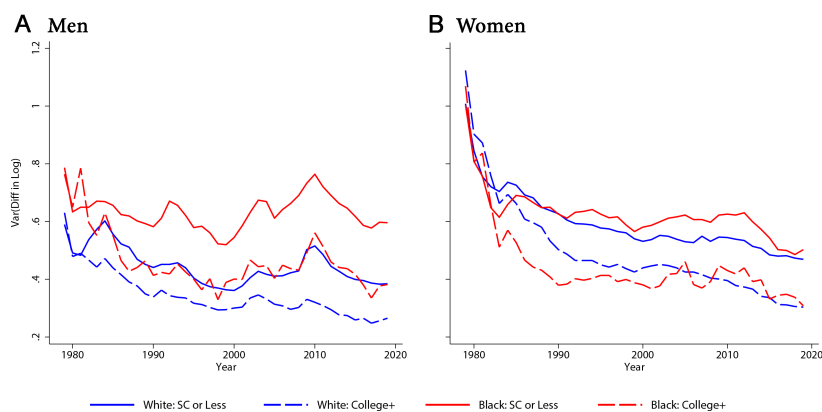 A Men
B Women
Var(Diff in Log)
1.2
1
.8
.6
.4
.2
1980 1990 2000 2010 2020
Year
1980 1990 2000 2010 2020
Year
White: SC or Less White: College+ Black: SC or Less Black: College+